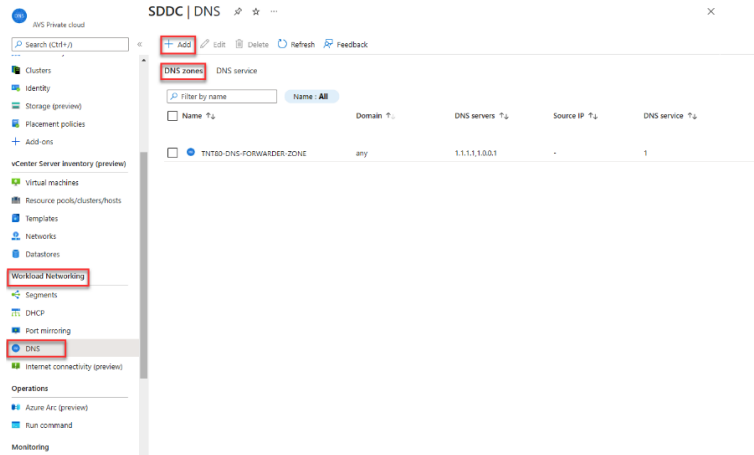 SDDC | DNS
AVS Private cloud
Search (Ctrl+/)
Clusters
Identity
Storage (preview)
Placement policies
Add-ons
vCenter Server inventory (preview)
Virtual machines
Resource pools/clusters/hosts
Templates
Networks
Datastores
Workload Networking
Segments
DHCP
Port mirroring
DNS
Internet connectivity (preview)
Operations
Azure Arc (preview)
Run command
Monitoring
Add Edit Delete Refresh Feedback
DNS zones DNS service
Filter by name Name : All
Name Domain DNS servers Source IP DNS service
TNT80-DNS-FORWARDER-ZONE any 1.1.1.1,1.0.0.1 - 1